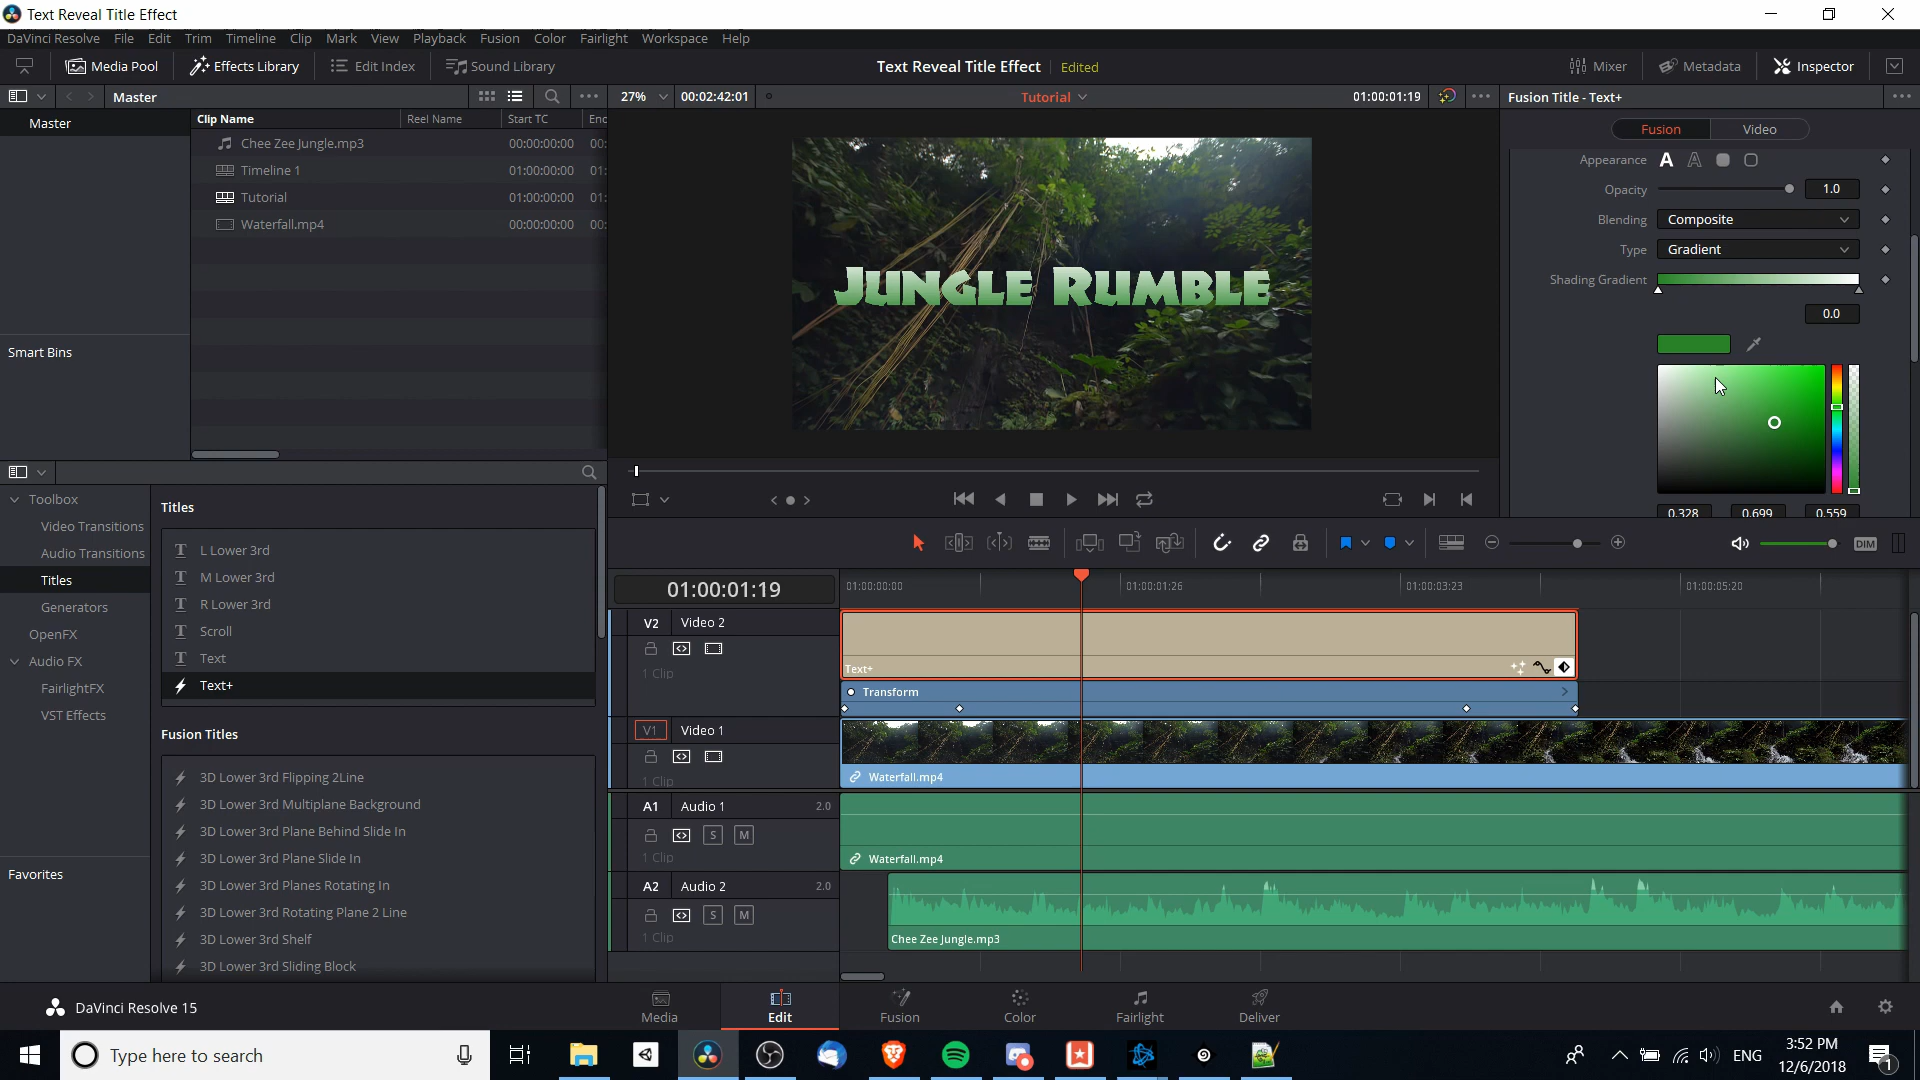 Text Reveal Title Effect
DaVinci Resolve File Edit Trim Timeline Clip Mark View Playback Fusion Color Fairlight Workspace Help
Media Pool Effects Library Edit Index Sound Library Text Reveal Title Effect Edited Mixer Metadata Inspector
Master 27% 00:02:42:01 Tutorial 01:00:01:19 Fusion Title - Text+
Master
Clip Name Reel Name Start TC
Chee Zee Jungle.mp3 00:00:00:00 00:
Timeline 1 01:00:00:00 01:
Tutorial 01:00:00:00 01:
Waterfall.mp4 00:00:00:00 00:
Smart Bins
Jungle Rumble
Fusion Video
Appearance A A
Opacity 1.0
Blending Composite
Type Gradient
Shading Gradient
0.0
0.328 0.699 0.559
Toolbox
Video Transitions
Audio Transitions
Titles
Generators
OpenFX
Audio FX
FairlightFX
VST Effects
Favorites
Titles
L Lower 3rd
M Lower 3rd
R Lower 3rd
Scroll
Text
Text+
Fusion Titles
3D Lower 3rd Flipping 2Line
3D Lower 3rd Multiplane Background
3D Lower 3rd Plane Behind Slide In
3D Lower 3rd Plane Slide In
3D Lower 3rd Planes Rotating In
3D Lower 3rd Rotating Plane 2 Line
3D Lower 3rd Shelf
3D Lower 3rd Sliding Block
DIM
01:00:01:19 01:00:00:00 01:00:01:26 01:00:03:23 01:00:05:20
V2 Video 2
1 Clip
Text+
Transform
V1 Video 1
1 Clip
Waterfall.mp4
A1 Audio 1 2.0
S M
1 Clip
Waterfall.mp4
A2 Audio 2 2.0
S M
1 Clip
Chee Zee Jungle.mp3
DaVinci Resolve 15
Media Edit Fusion Color Fairlight Deliver
Type here to search
ENG
3:52 PM
12/6/2018
1